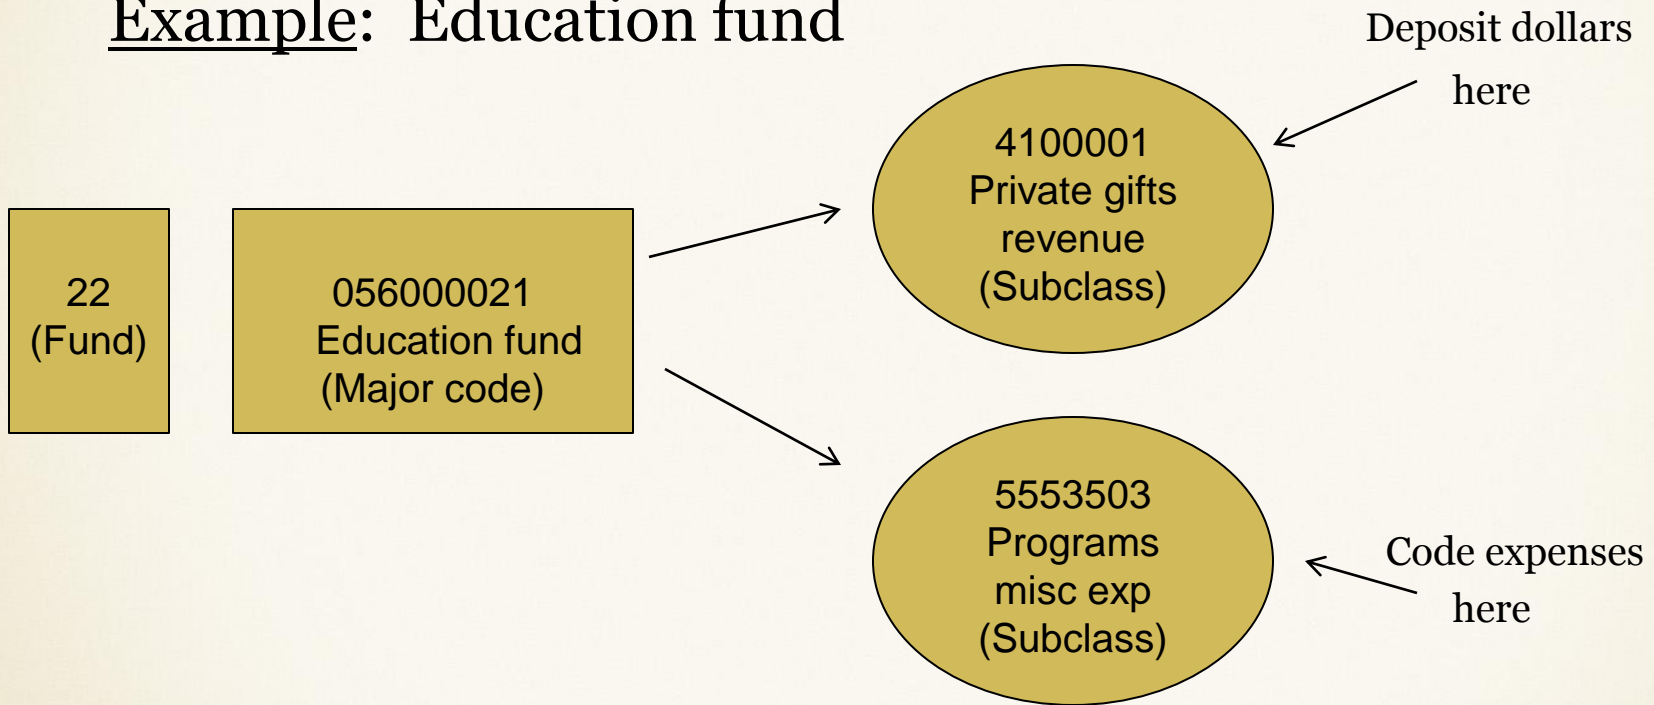 Example: Education fund
Deposit dollars
here
4100001
Private gifts
revenue
(Subclass)
22
(Fund)
056000021
Education fund
(Major code)
5553503
Programs
misc exp
(Subclass)
Code expenses
here